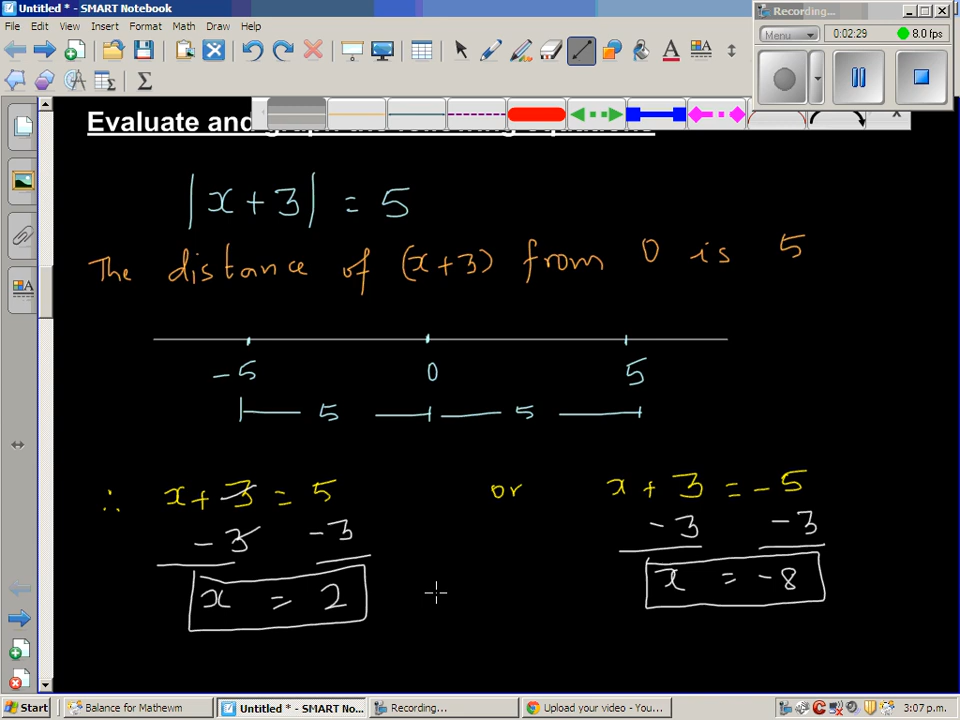 Untitled * - SMART Notebook
Recording...
File Edit View Insert Format Math Draw Help
Menu 0:02:29 8.0 fps
Evaluate and
|x+3| = 5
The distance of (x+3) from 0 is 5
-5 0 5
5 5
∴ x+3=5 or x+3=-5
-3 -3 -3 -3
x = 2 x = -8
Start Balance for Mathewm Untitled * - SMART No... Recording... Upload your video - You... 3:07 p.m.